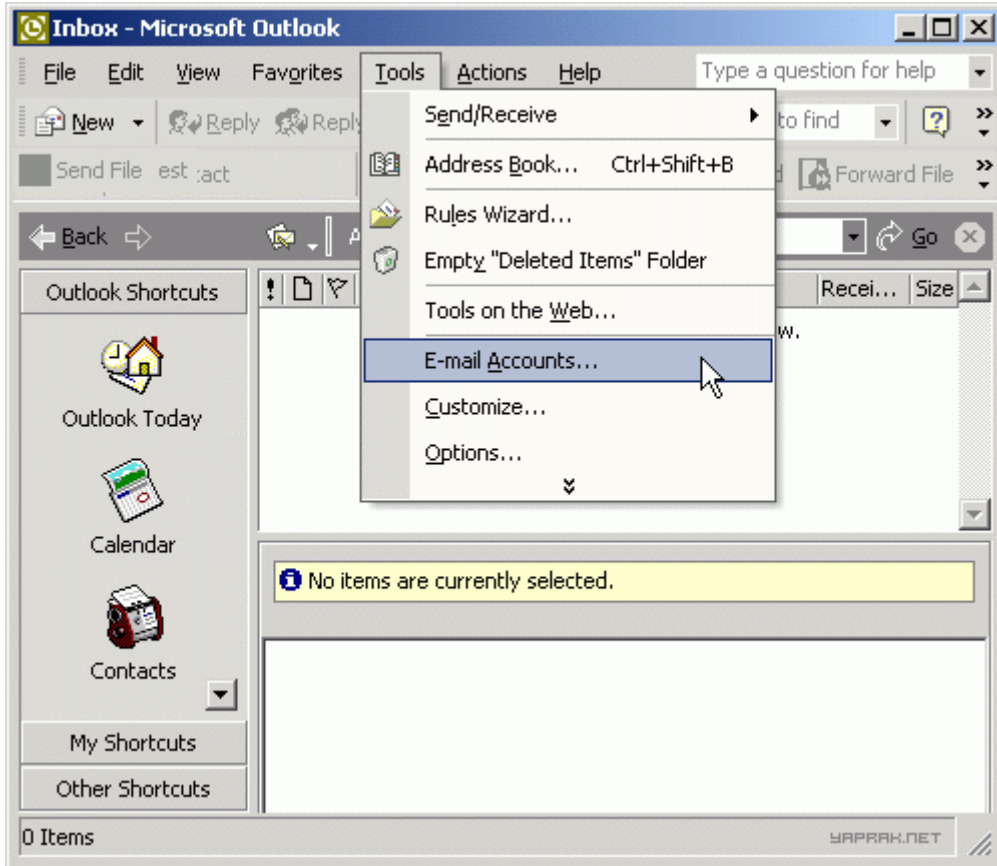 Inbox - Microsoft Outlook
File Edit View Favorites Tools Actions Help Type a question for help
New Reply Reply to find
Send File est :act Forward File
Back Go
Send/Receive
Address Book... Ctrl+Shift+B
Rules Wizard...
Empty "Deleted Items" Folder
Tools on the Web...
E-mail Accounts...
Customize...
Options...
Outlook Shortcuts
! Recei... Size
w.
Outlook Today
Calendar
Contacts
My Shortcuts
Other Shortcuts
No items are currently selected.
0 Items
YAPRAK.NET